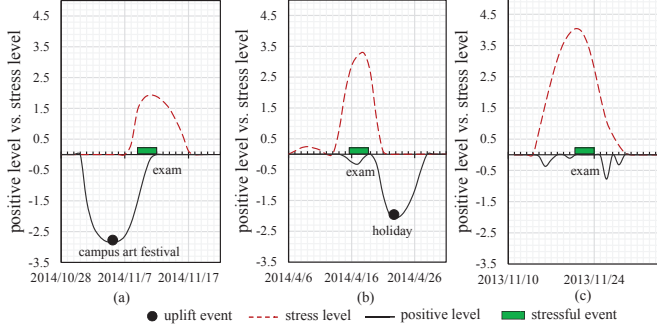 positive level vs. stress level
4.5
3.5
2.5
1.5
0.5
-0.5
-1.5
-2.5
-3.5
exam
campus art festival
2014/10/28 2014/11/7 2014/11/17
(a)
positive level vs. stress level
4.5
3.5
2.5
1.5
0.5
-0.5
-1.5
-2.5
-3.5
exam
holiday
2014/4/6 2014/4/16 2014/4/26
(b)
positive level vs. stress level
4.5
3.5
2.5
1.5
0.5
-0.5
-1.5
-2.5
-3.5
exam
2013/11/10 2013/11/24
(c)
uplift event stress level positive level stressful event